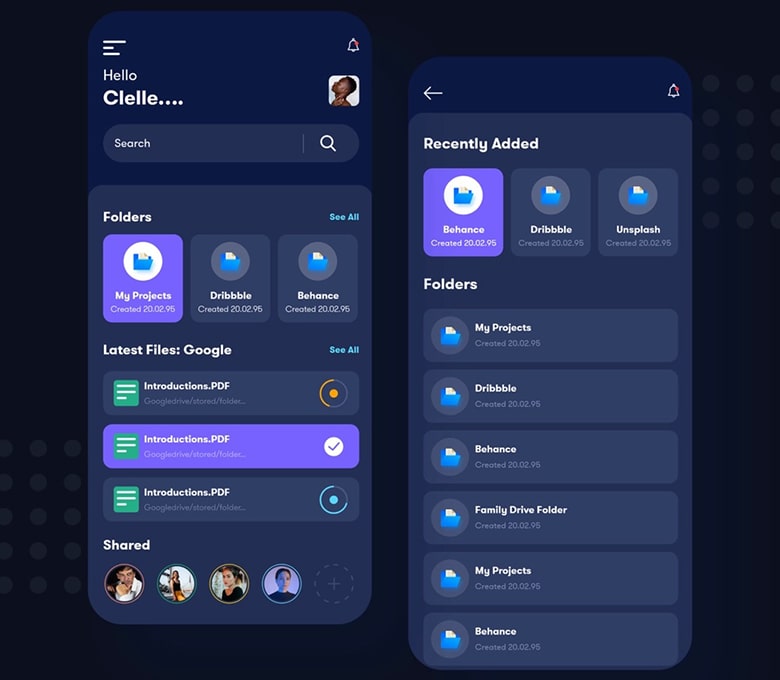 Hello
Clelle....
Search
Folders
See All
My Projects
Created 20.02.95
Dribbble
Created 20.02.95
Behance
Created 20.02.95
Latest Files: Google
See All
Introductions.PDF
Googledrive/stored/folder...
Introductions.PDF
Googledrive/stored/folder...
Introductions.PDF
Googledrive/stored/folder...
Shared
Recently Added
Behance
Created 20.02.95
Dribbble
Created 20.02.95
Unsplash
Created 20.02.95
Folders
My Projects
Created 20.02.95
Dribbble
Created 20.02.95
Behance
Created 20.02.95
Family Drive Folder
Created 20.02.95
My Projects
Created 20.02.95
Behance
Created 20.02.95